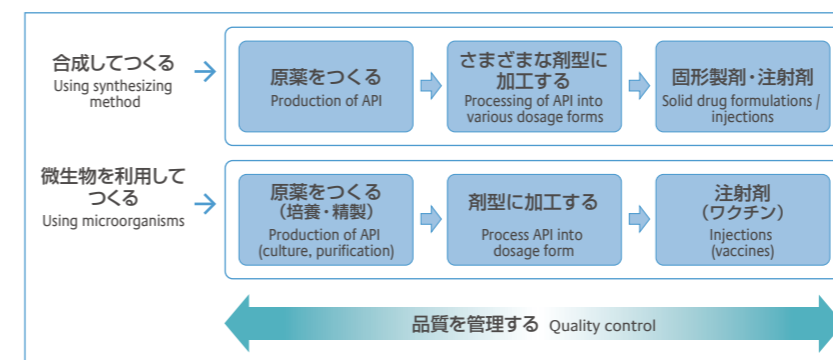 合成してつくる
Using synthesizing
method
原薬をつくる
Production of API
さまざまな剤型に
加工する
Processing of API into
various dosage forms
固形製剤・注射剤
Solid drug formulations /
injections
微生物を利用して
つくる
Using microorganisms
原薬をつくる
（培養・精製）
Production of API
(culture, purification)
剤型に加工する
Process API into
dosage form
注射剤
（ワクチン）
Injections
(vaccines)
品質を管理する Quality control